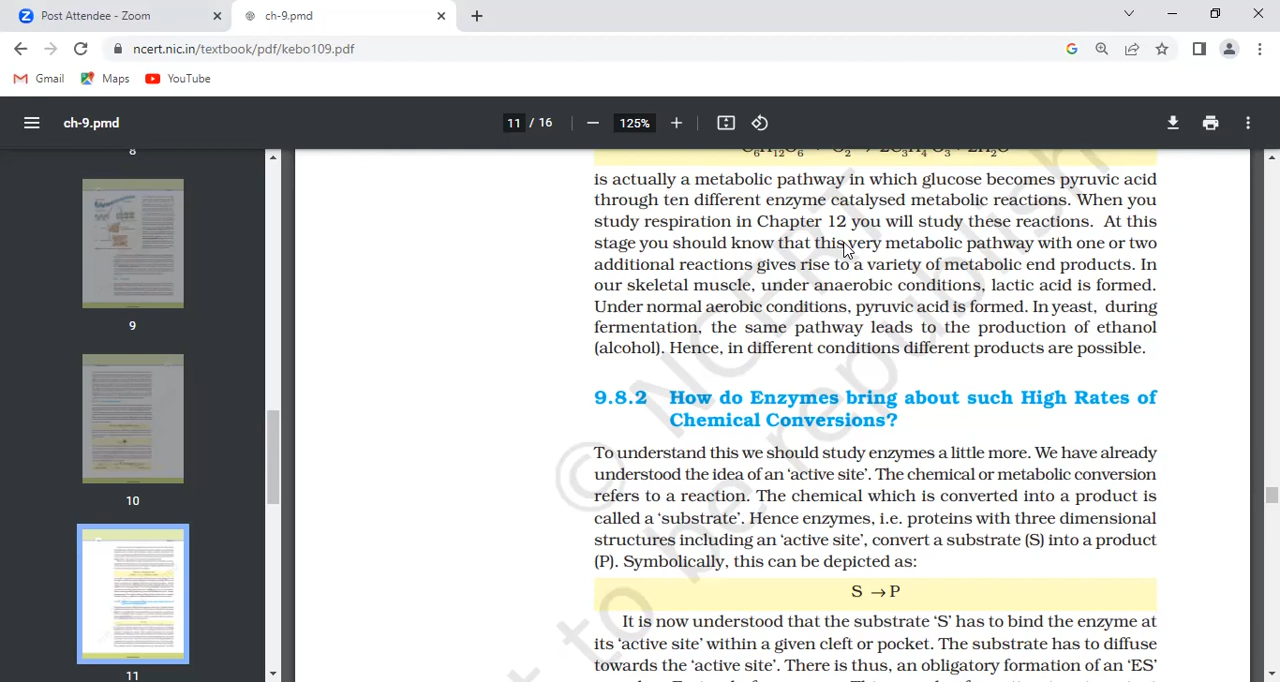 Post Attendee - Zoom
ch-9.pmd
ncert.nic.in/textbook/pdf/kebo109.pdf
Gmail
Maps
YouTube
ch-9.pmd
11 / 16
125%
8
9
10
11
C6H12O6 + O2 → 2C3H4 O3 + 2H2O
is actually a metabolic pathway in which glucose becomes pyruvic acid
through ten different enzyme catalysed metabolic reactions. When you
study respiration in Chapter 12 you will study these reactions. At this
stage you should know that this very metabolic pathway with one or two
additional reactions gives rise to a variety of metabolic end products. In
our skeletal muscle, under anaerobic conditions, lactic acid is formed.
Under normal aerobic conditions, pyruvic acid is formed. In yeast, during
fermentation, the same pathway leads to the production of ethanol
(alcohol). Hence, in different conditions different products are possible.
9.8.2 How do Enzymes bring about such High Rates of
Chemical Conversions?
To understand this we should study enzymes a little more. We have already
understood the idea of an ‘active site’. The chemical or metabolic conversion
refers to a reaction. The chemical which is converted into a product is
called a ‘substrate’. Hence enzymes, i.e. proteins with three dimensional
structures including an ‘active site’, convert a substrate (S) into a product
(P). Symbolically, this can be depicted as:
S → P
It is now understood that the substrate ‘S’ has to bind the enzyme at
its ‘active site’ within a given cleft or pocket. The substrate has to diffuse
towards the ‘active site’. There is thus, an obligatory formation of an ‘ES’
© NCERT
not to be republished